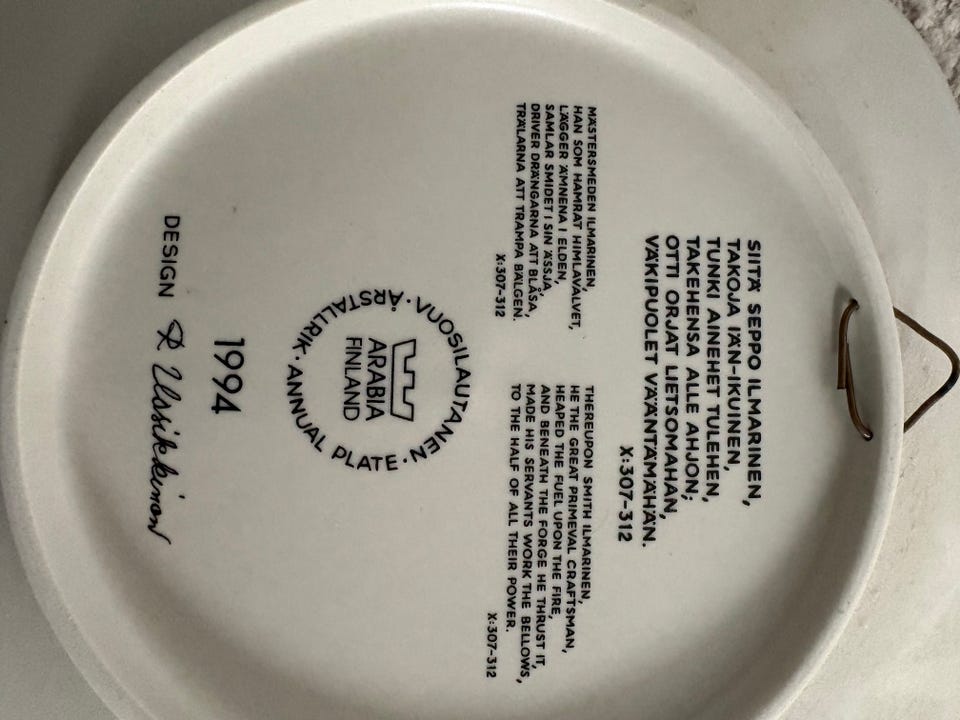 SIITÄ SEPPO ILMARINEN,
TAKOJA IÄN-IKUINEN,
TUNKI AINEHET TULEHEN,
TAKEHENSA ALLE AHJON;
OTTI ORJAT LIETSOMAHAN,
VÄKIPUOLET VÄÄNTÄMÄHÄN.
X:307-312
MÄSTERSMEDEN ILMARINEN,
HAN SOM HAMRAT HIMLAVALVET,
LÄGGER ÄMNENA I ELDEN,
SAMLAR SMIDET I SIN ÄSSJA,
DRIVER DRÄNGARNA ATT BLÅSA,
TRÄLARNA ATT TRAMPA BÄLGEN.
X:307-312
THEREUPON SMITH ILMARINEN,
HE THE GREAT PRIMEVAL CRAFTSMAN,
HEAPED THE FUEL UPON THE FIRE,
AND BENEATH THE FORGE HE THRUST IT,
MADE HIS SERVANTS WORK THE BELLOWS,
TO THE HALF OF ALL THEIR POWER.
X:307-312
VUOSILAUTANEN · ANNUAL PLATE · ÅRSTALLRIK ·
ARABIA
FINLAND
1994
DESIGN R Uosikkinen